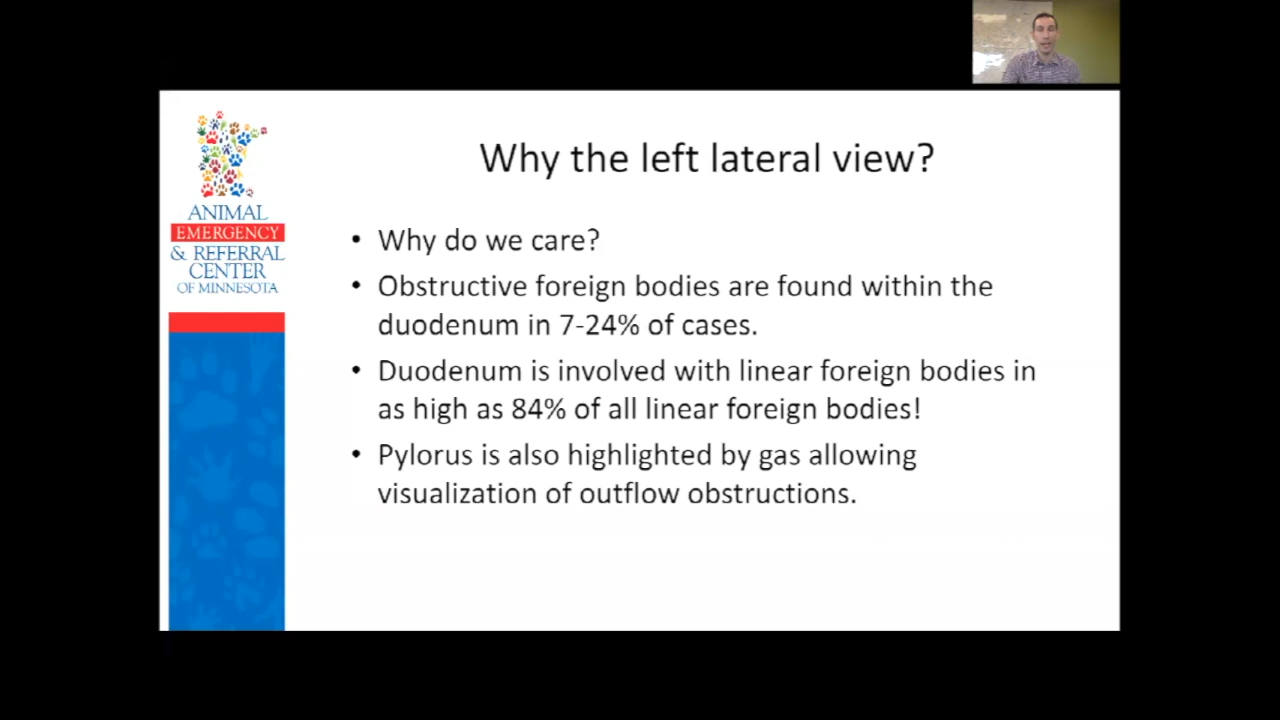 Why the left lateral view?
ANIMAL
EMERGENCY
& REFERRAL
CENTER
OF MINNESOTA
• Why do we care?
• Obstructive foreign bodies are found within the
duodenum in 7-24% of cases.
• Duodenum is involved with linear foreign bodies in
as high as 84% of all linear foreign bodies!
• Pylorus is also highlighted by gas allowing
visualization of outflow obstructions.